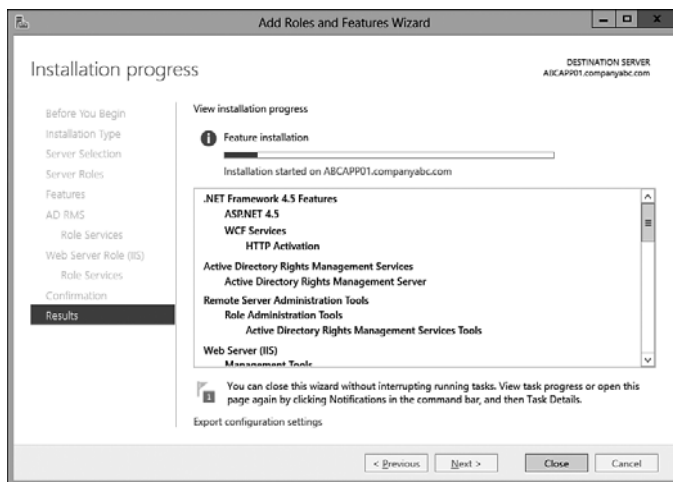 Add Roles and Features Wizard
Installation progress
DESTINATION SERVER
ABCAPP01.companyabc.com
Before You Begin
Installation Type
Server Selection
Server Roles
Features
AD RMS
Role Services
Web Server Role (IIS)
Role Services
Confirmation
Results
View installation progress
Feature installation
Installation started on ABCAPP01.companyabc.com
.NET Framework 4.5 Features
ASP.NET 4.5
WCF Services
HTTP Activation
Active Directory Rights Management Services
Active Directory Rights Management Server
Remote Server Administration Tools
Role Administration Tools
Active Directory Rights Management Services Tools
Web Server (IIS)
Management Tools
You can close this wizard without interrupting running tasks. View task progress or open this
page again by clicking Notifications in the command bar, and then Task Details.
Export configuration settings
< Previous
Next >
Close
Cancel